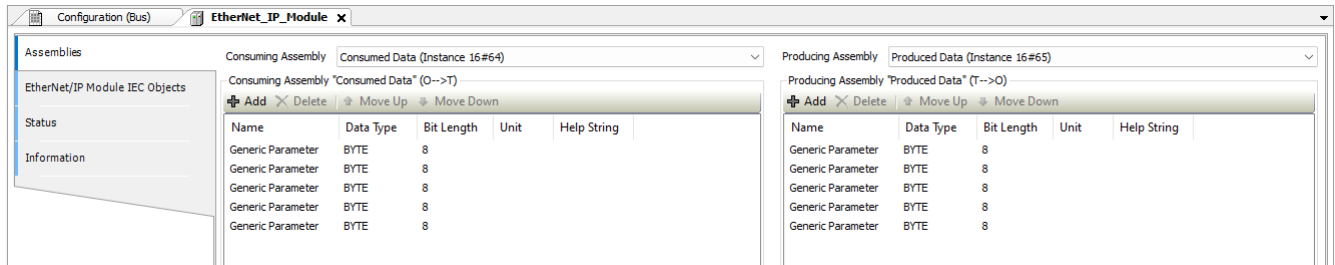 Configuration (Bus) EtherNet_IP_Module X
Assemblies
EtherNet/IP Module IEC Objects
Status
Information
Consuming Assembly Consumed Data (Instance 16#64)
Consuming Assembly "Consumed Data" (O-->T)
Add Delete Move Up Move Down
Name Data Type Bit Length Unit Help String
Generic Parameter BYTE 8
Generic Parameter BYTE 8
Generic Parameter BYTE 8
Generic Parameter BYTE 8
Generic Parameter BYTE 8
Producing Assembly Produced Data (Instance 16#65)
Producing Assembly "Produced Data" (T-->O)
Add Delete Move Up Move Down
Name Data Type Bit Length Unit Help String
Generic Parameter BYTE 8
Generic Parameter BYTE 8
Generic Parameter BYTE 8
Generic Parameter BYTE 8
Generic Parameter BYTE 8